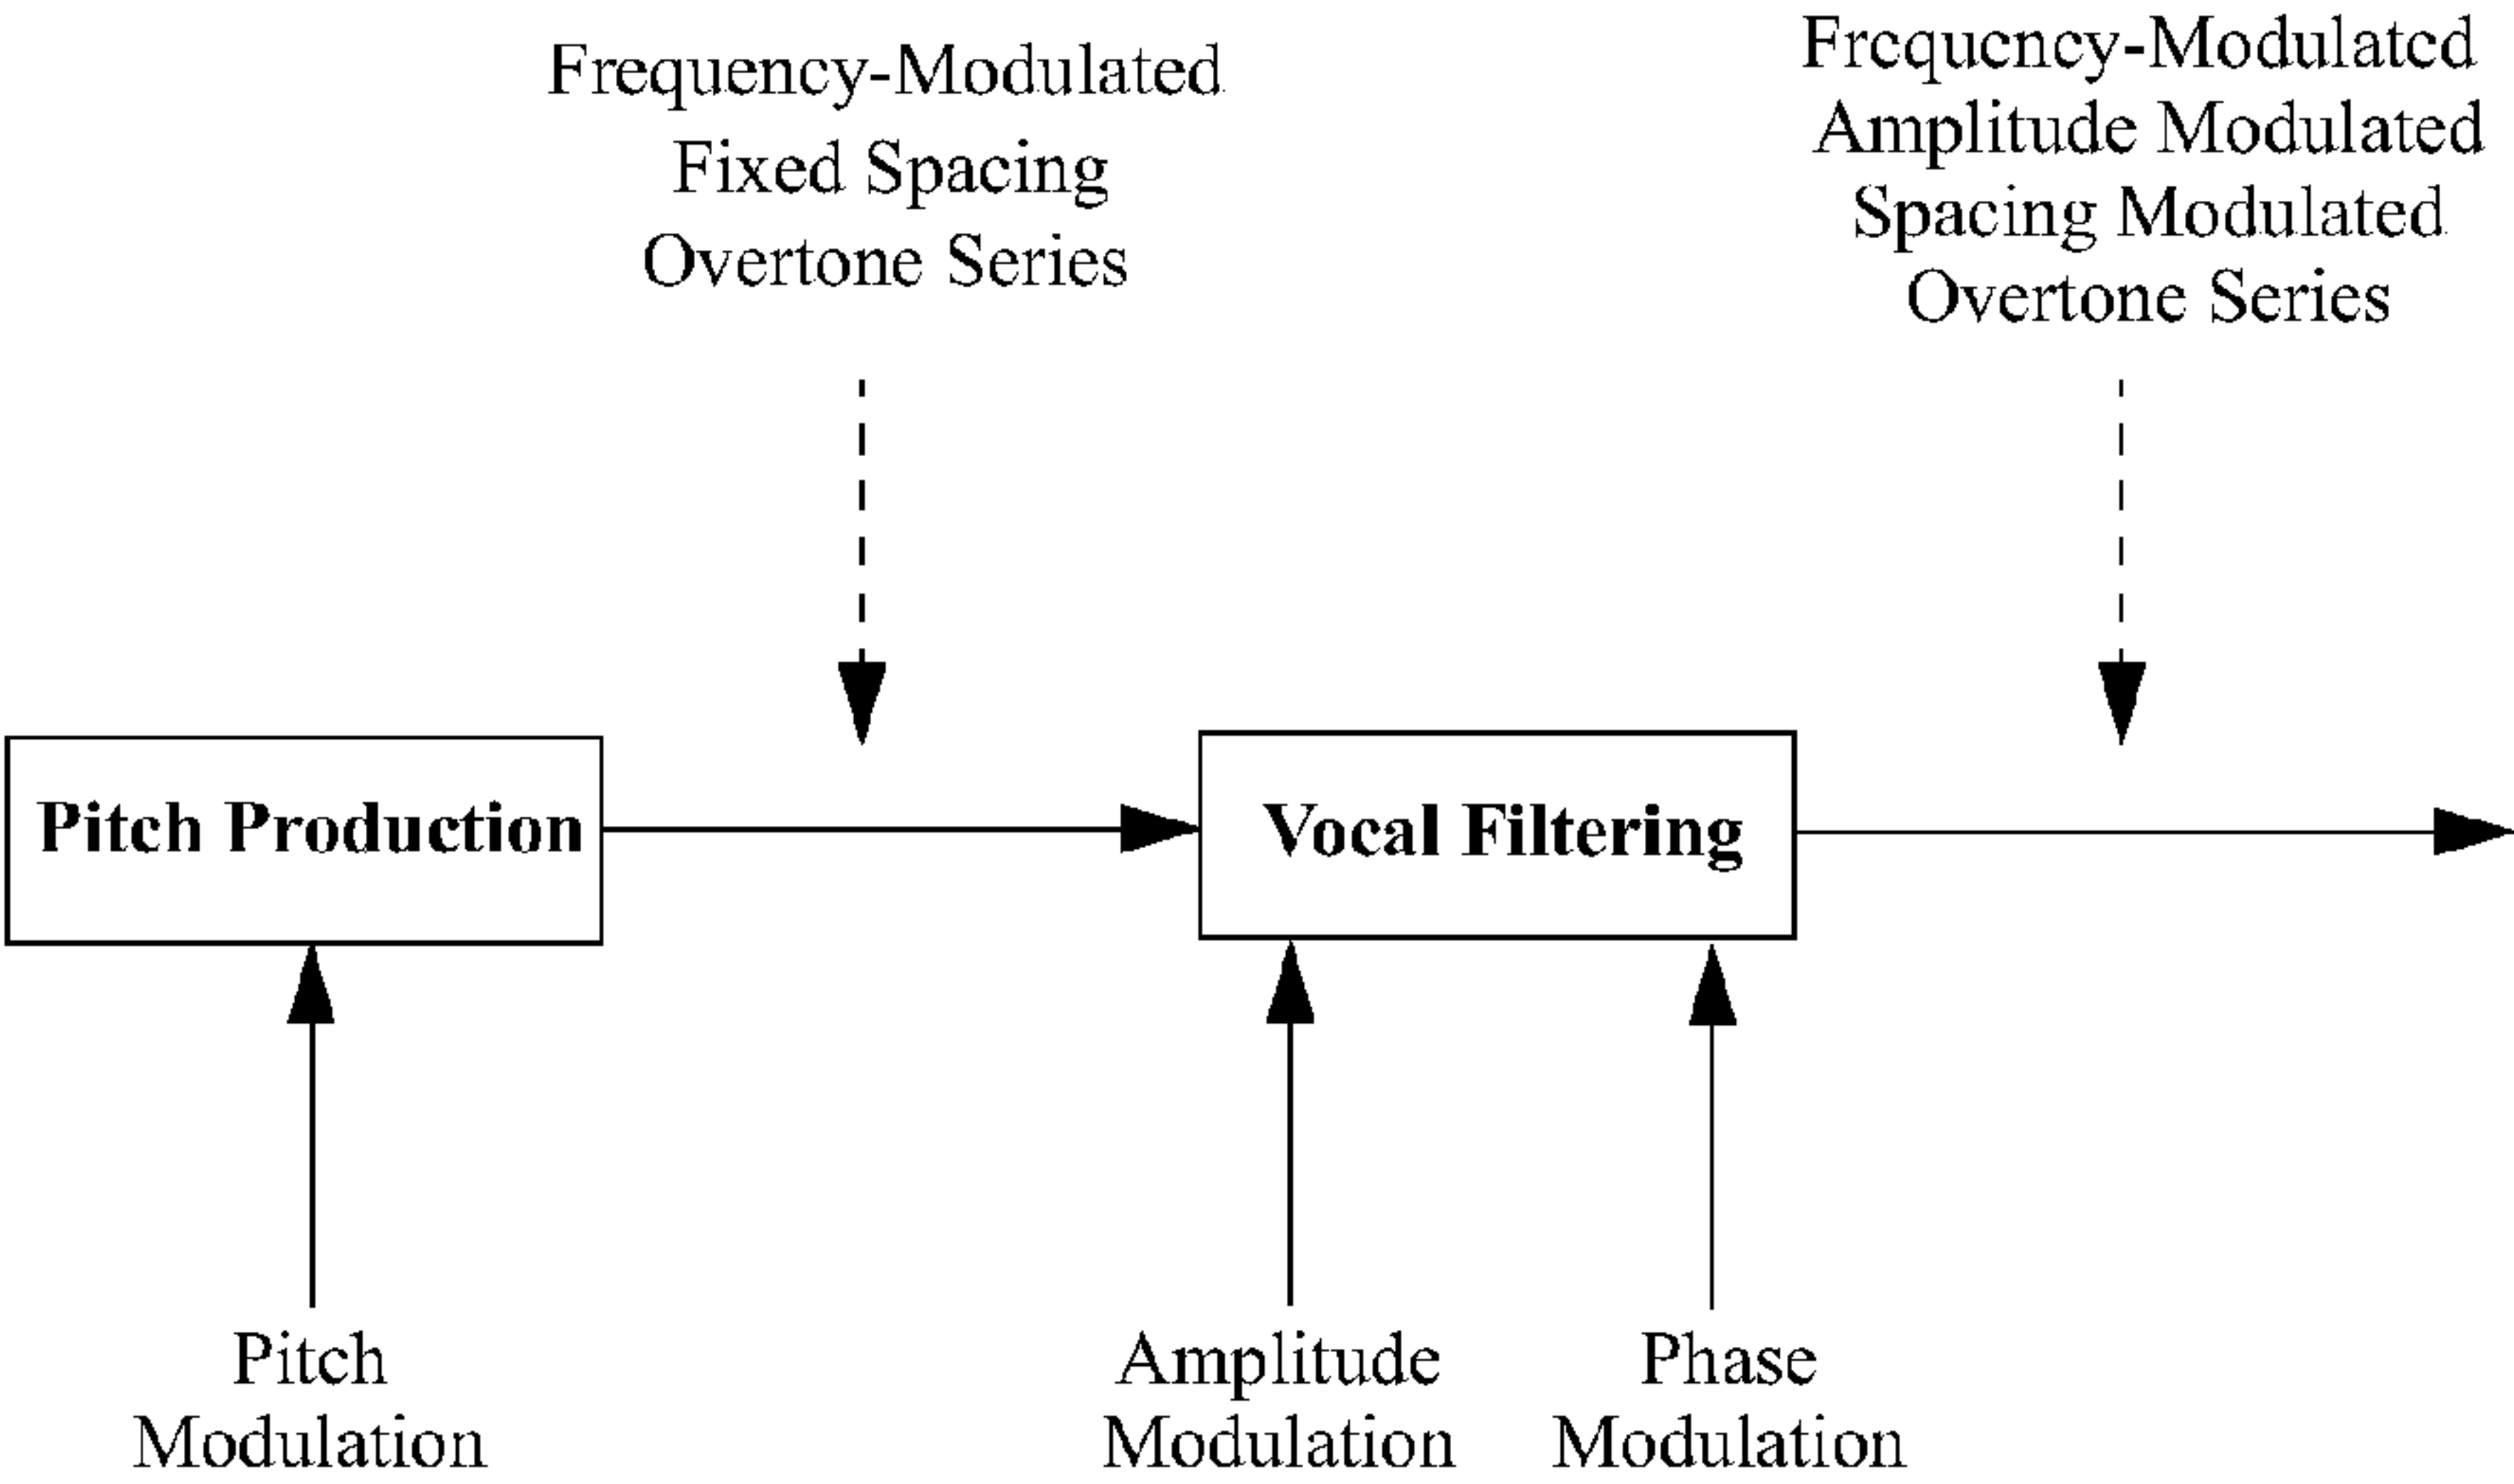 Frequency-Modulated
Fixed Spacing
Overtone Series
Frequency-Modulated
Amplitude Modulated
Spacing Modulated
Overtone Series
Pitch Production
Vocal Filtering
Pitch
Modulation
Amplitude
Modulation
Phase
Modulation